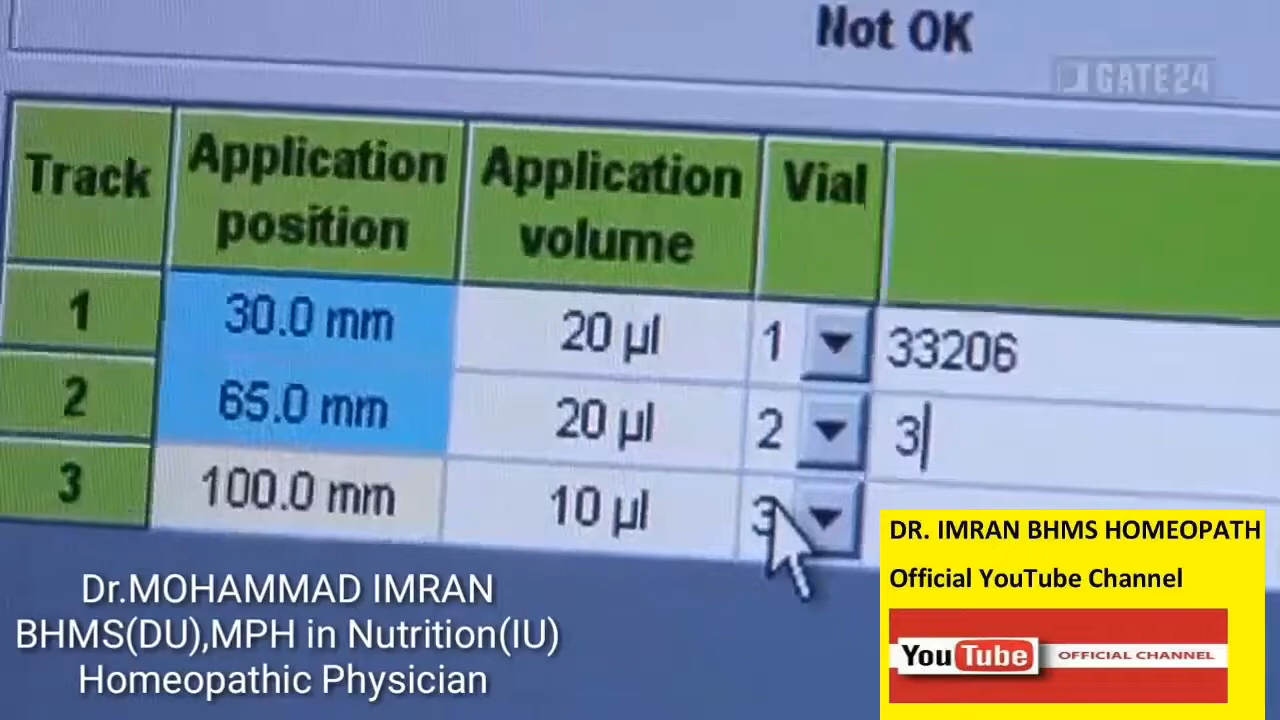 Not OK
GATE24
Track Application position Application volume Vial
1 30.0 mm 20 µl 1 33206
2 65.0 mm 20 µl 2 3
3 100.0 mm 10 µl 3
Dr.MOHAMMAD IMRAN
BHMS(DU),MPH in Nutrition(IU)
Homeopathic Physician
DR. IMRAN BHMS HOMEOPATH
Official YouTube Channel
YouTube OFFICIAL CHANNEL